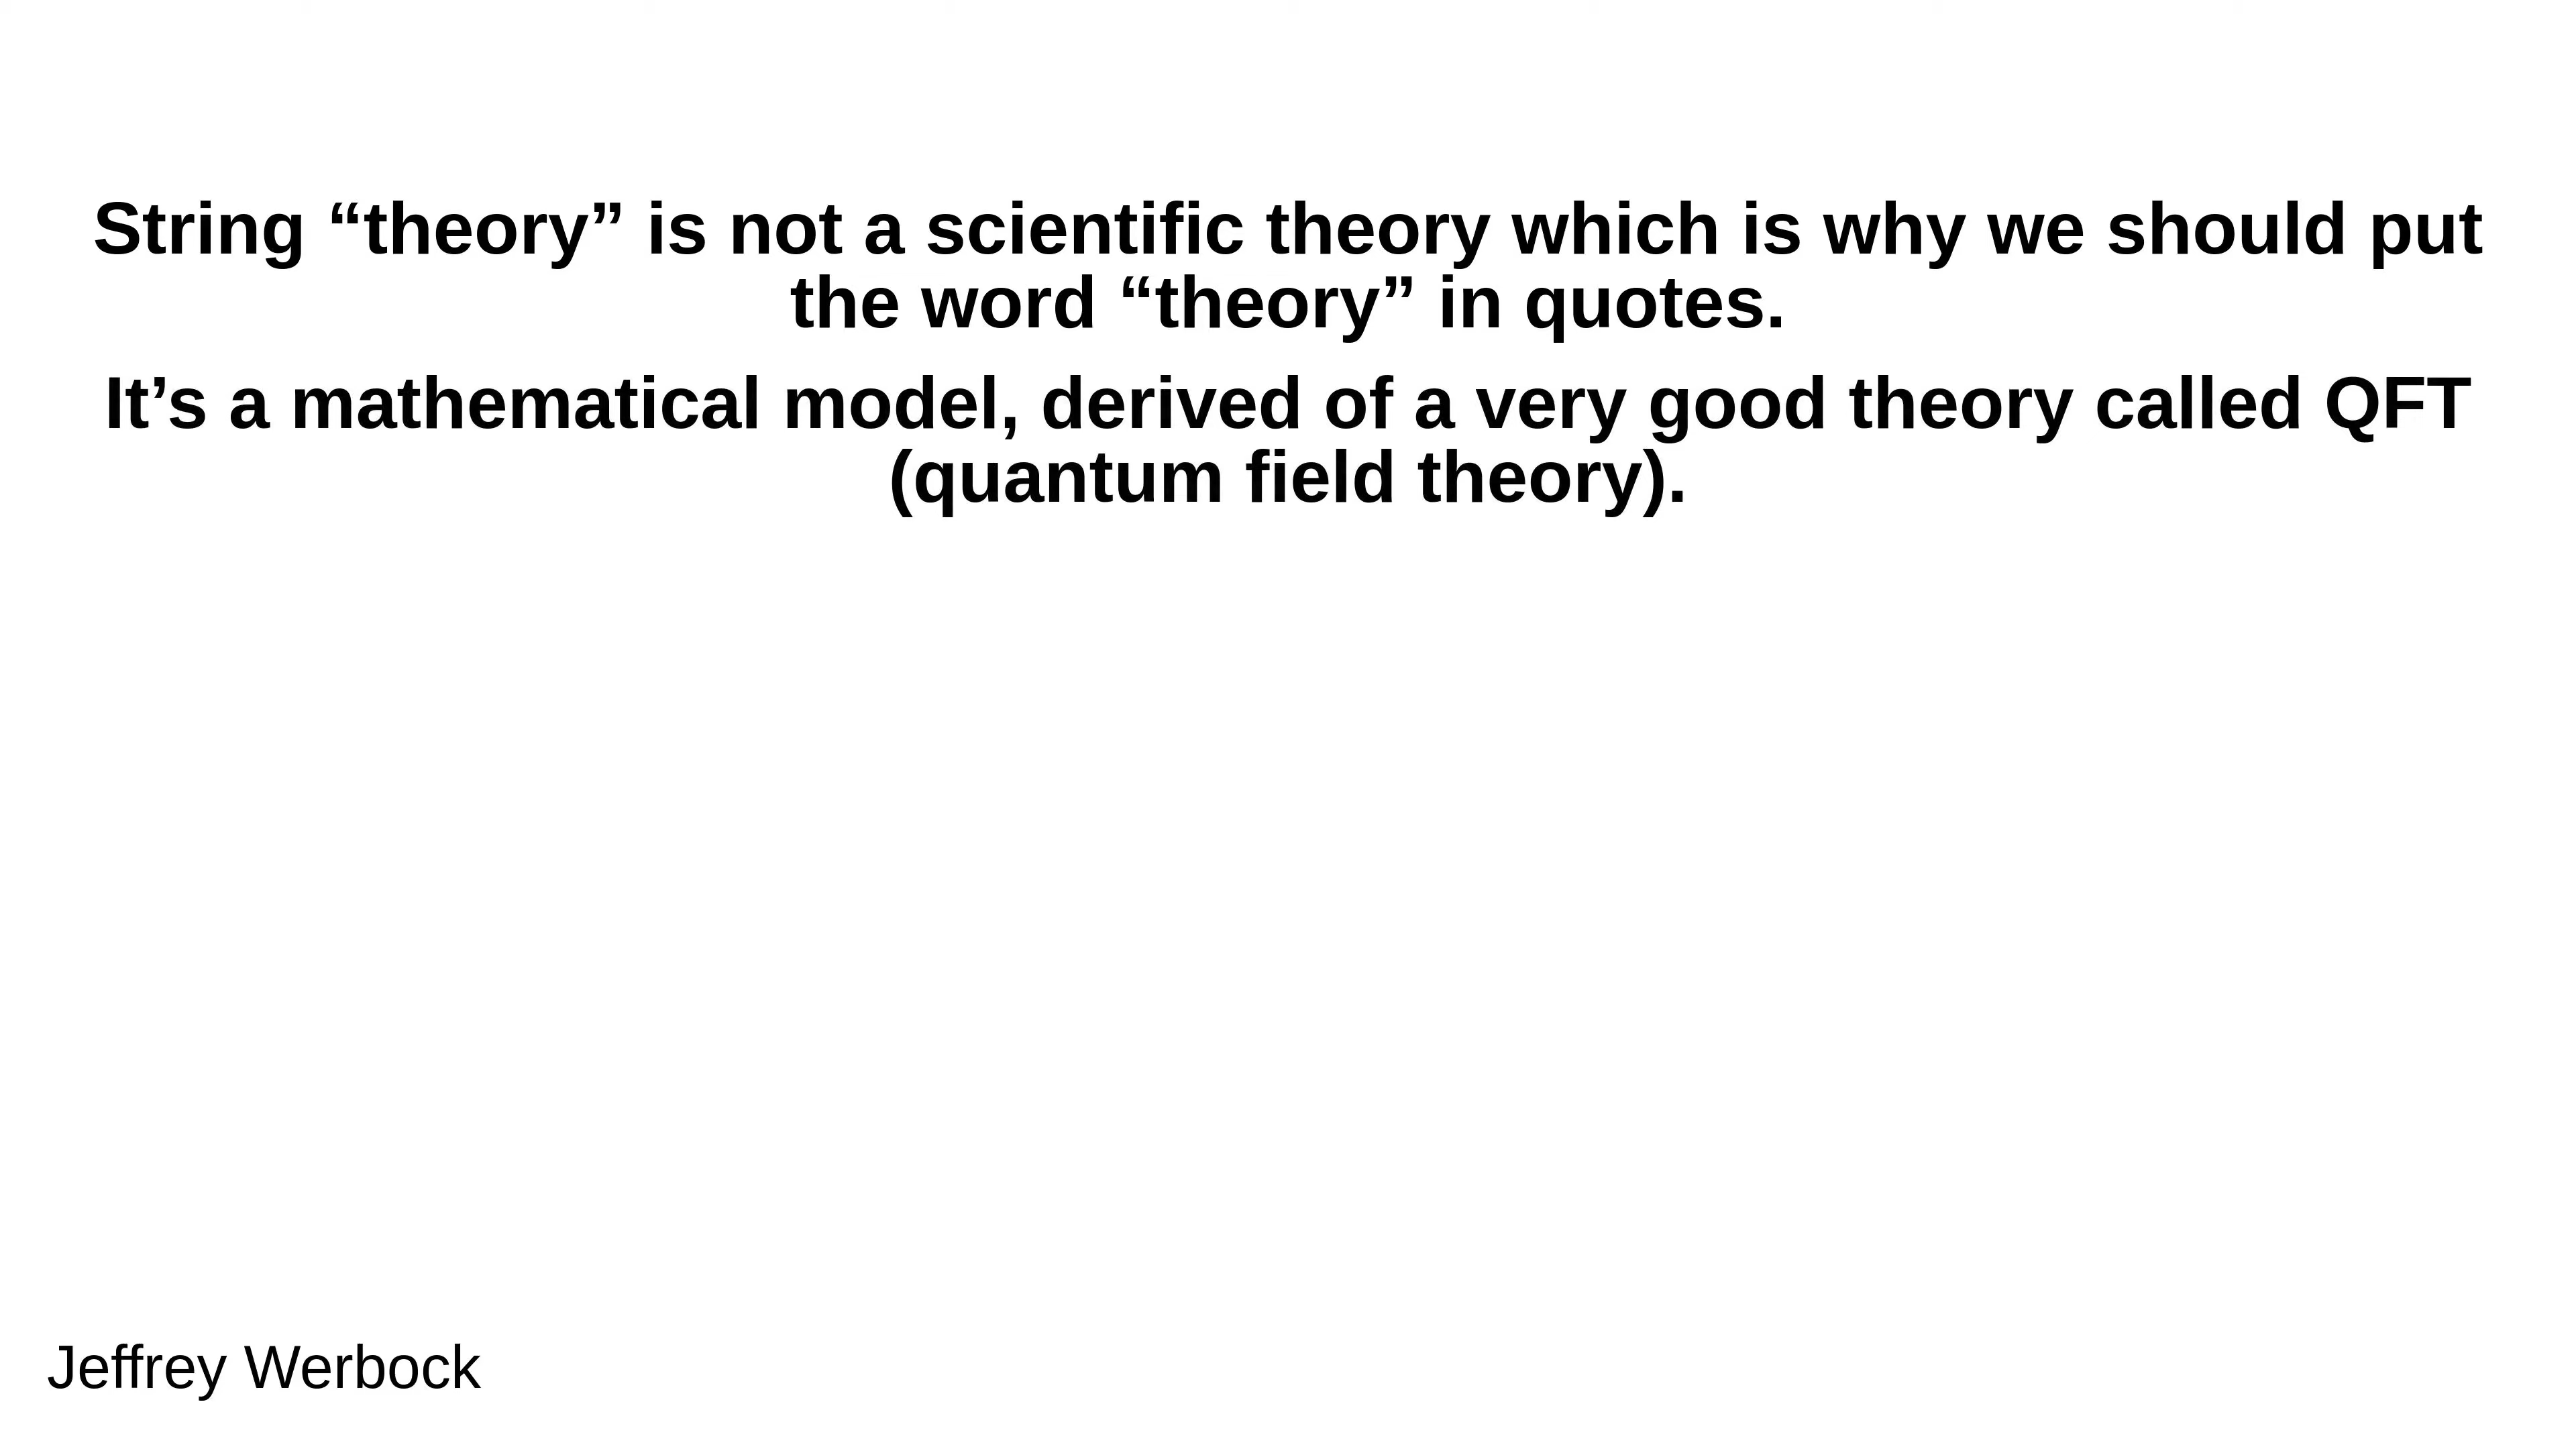 String “theory” is not a scientific theory which is why we should put
the word “theory” in quotes.
It’s a mathematical model, derived of a very good theory called QFT
(quantum field theory).
Jeffrey Werbock